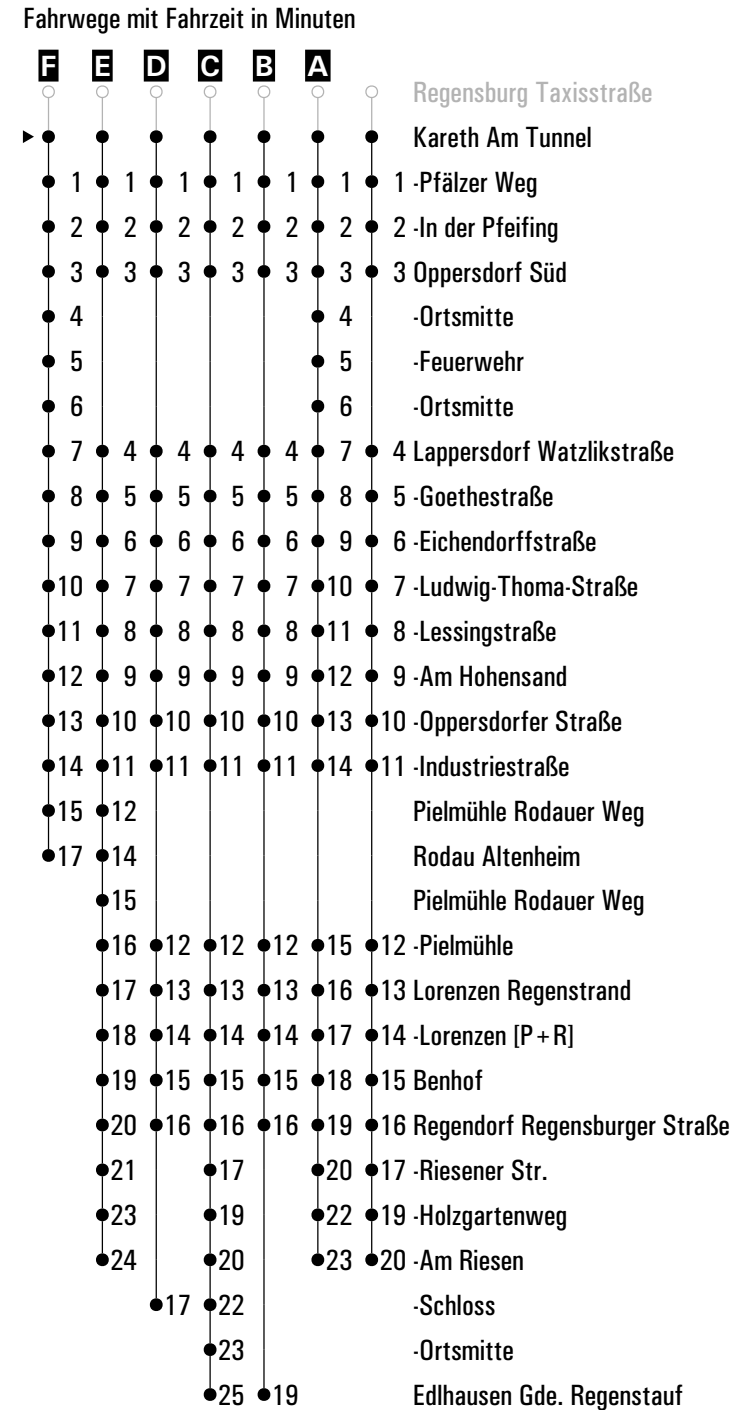 Fahrwege mit Fahrzeit in Minuten
F E D C B A
Regensburg Taxisstraße
Kareth Am Tunnel
1 1 1 1 1 1 1 -Pfälzer Weg
2 2 2 2 2 2 2 -In der Pfeifing
3 3 3 3 3 3 3 Oppersdorf Süd
4 4 -Ortsmitte
5 5 -Feuerwehr
6 6 -Ortsmitte
7 4 4 4 4 7 4 Lappersdorf Watzlikstraße
8 5 5 5 5 8 5 -Goethestraße
9 6 6 6 6 9 6 -Eichendorffstraße
10 7 7 7 7 10 7 -Ludwig-Thoma-Straße
11 8 8 8 8 11 8 -Lessingstraße
12 9 9 9 9 12 9 -Am Hohensand
13 10 10 10 10 13 10 -Oppersdorfer Straße
14 11 11 11 11 14 11 -Industriestraße
15 12 Pielmühle Rodauer Weg
17 14 Rodau Altenheim
15 Pielmühle Rodauer Weg
16 12 12 12 15 12 -Pielmühle
17 13 13 13 16 13 Lorenzen Regenstrand
18 14 14 14 17 14 -Lorenzen [P+R]
19 15 15 15 18 15 Benhof
20 16 16 16 19 16 Regendorf Regensburger Straße
21 17 20 17 -Riesener Str.
23 19 22 19 -Holzgartenweg
24 20 23 20 -Am Riesen
17 22 -Schloss
23 -Ortsmitte
25 19 Edlhausen Gde. Regenstauf